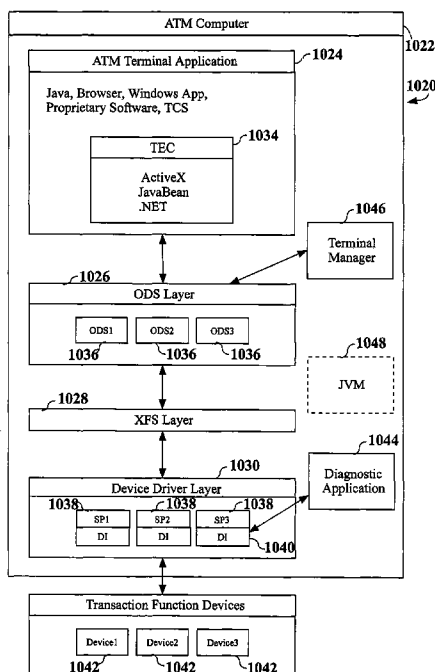 ATM Computer
1022
1020
ATM Terminal Application
1024
Java, Browser, Windows App,
Proprietary Software, TCS
1034
TEC
ActiveX
JavaBean
.NET
1046
Terminal
Manager
1026
ODS Layer
ODS1 ODS2 ODS3
1036 1036 1036
1048
JVM
1028
XFS Layer
1044
Diagnostic
Application
1030
Device Driver Layer
1038 1038 1038
SP1 SP2 SP3
DI DI DI
1040
Transaction Function Devices
Device1 Device2 Device3
1042 1042 1042